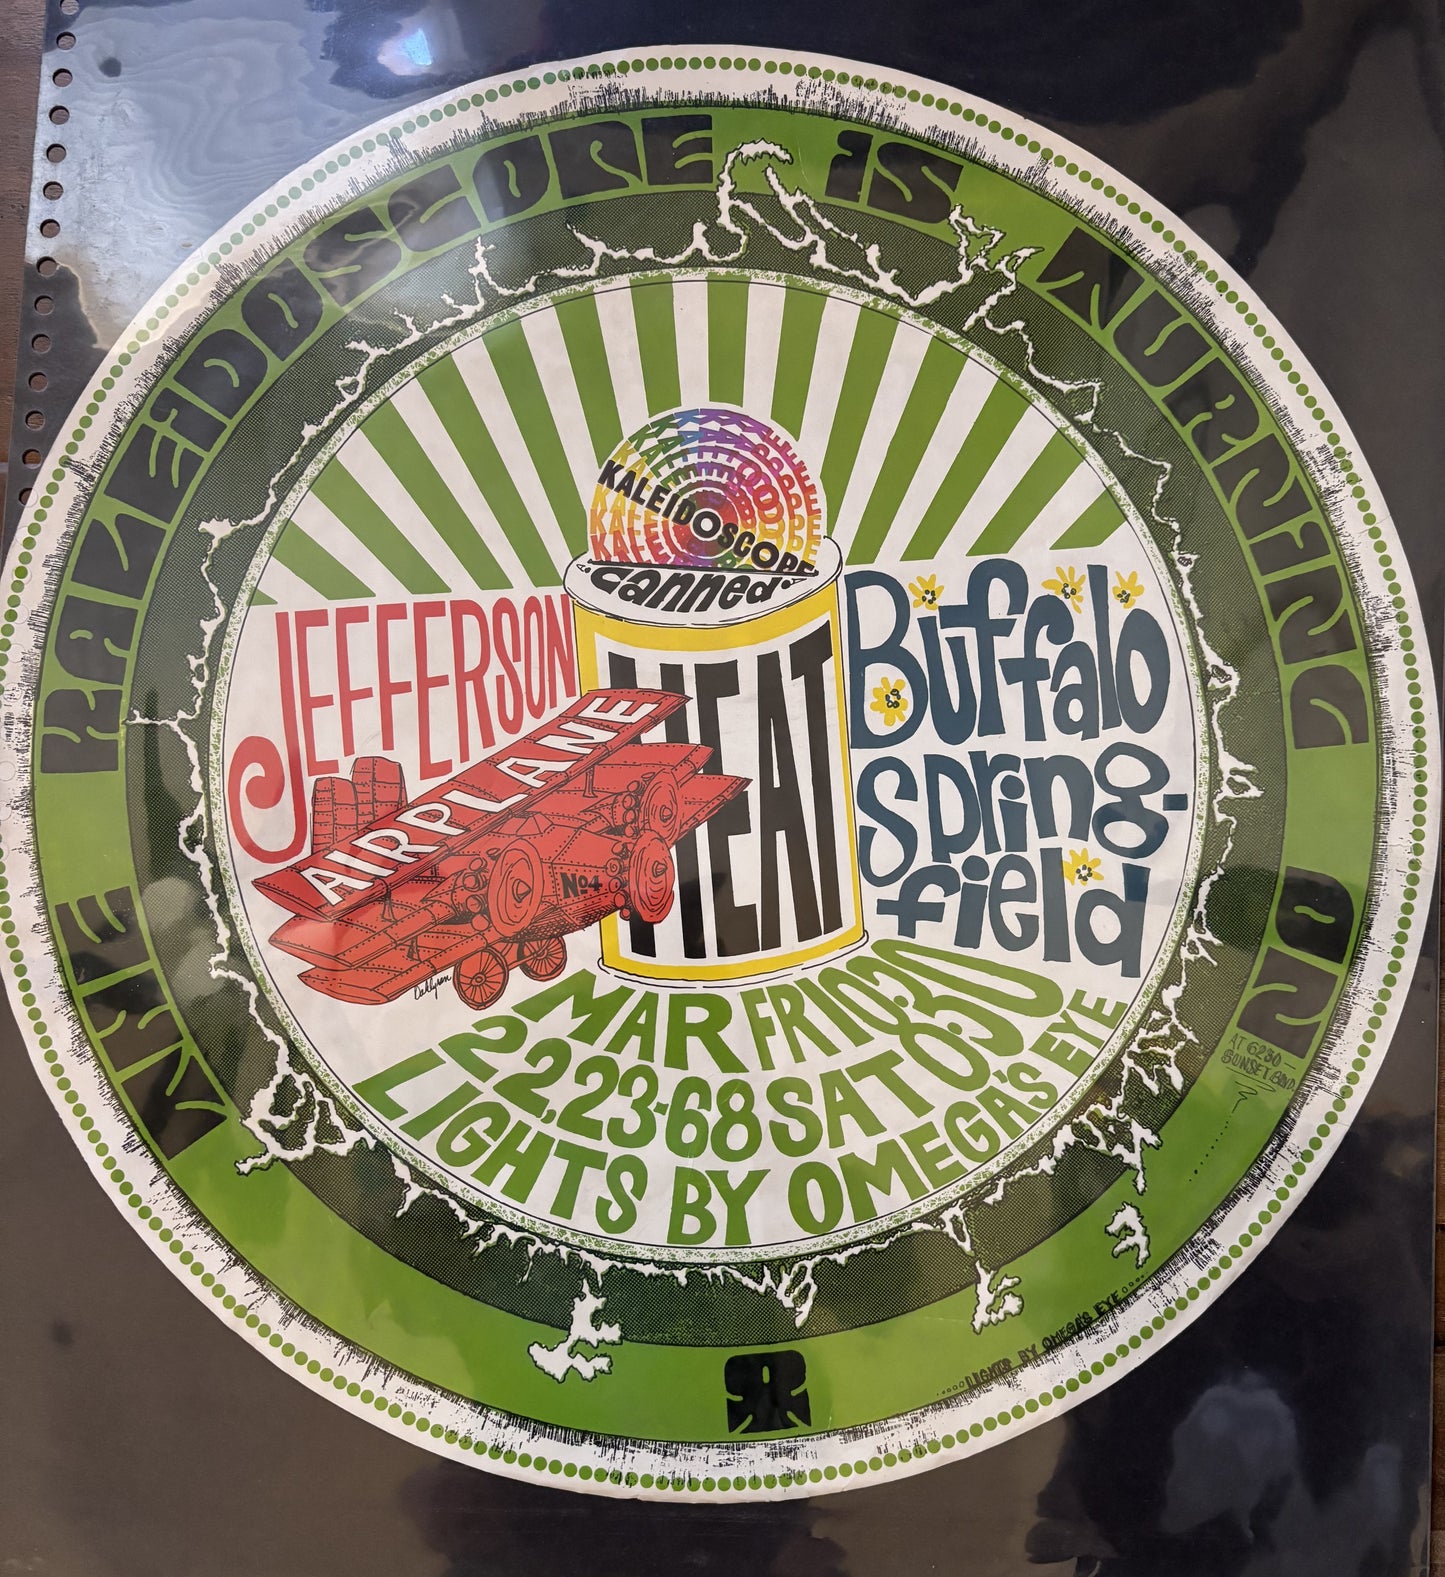 THE KALEIDOSCOPE IS TURNING ON
AT 6230
SUNSET BLVD.
KALEIDOSCOPE
canned
HEAT
JEFFERSON
AIRPLANE
No4
Buffalo
Spring
field
MAR FRI 8:30
22,23-68 SAT 8:30
LIGHTS BY OMEGA'S EYE
LIGHTS BY OMEGA'S EYE